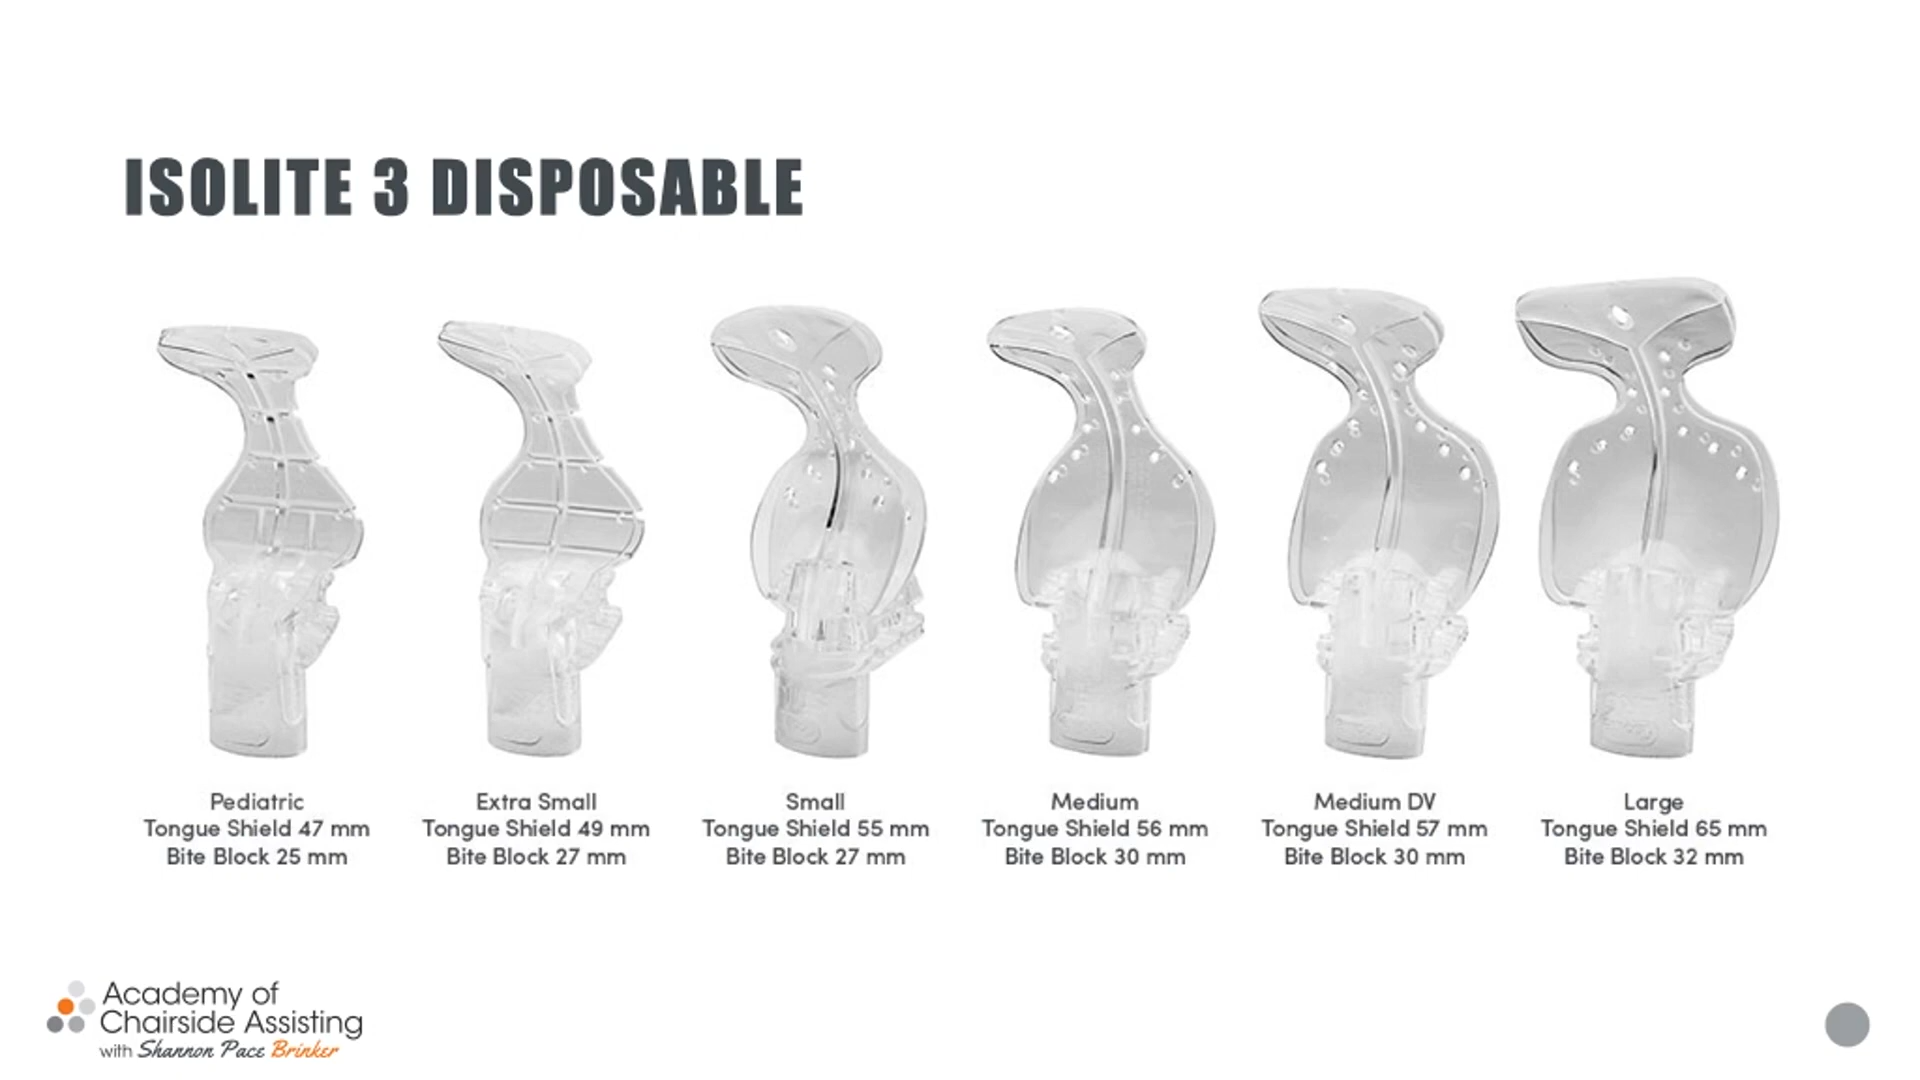 ISOLITE 3 DISPOSABLE
Pediatric
Tongue Shield 47 mm
Bite Block 25 mm
Extra Small
Tongue Shield 49 mm
Bite Block 27 mm
Small
Tongue Shield 55 mm
Bite Block 27 mm
Medium
Tongue Shield 56 mm
Bite Block 30 mm
Medium DV
Tongue Shield 57 mm
Bite Block 30 mm
Large
Tongue Shield 65 mm
Bite Block 32 mm
Academy of
Chairside Assisting
with Shannon Pace Brinker